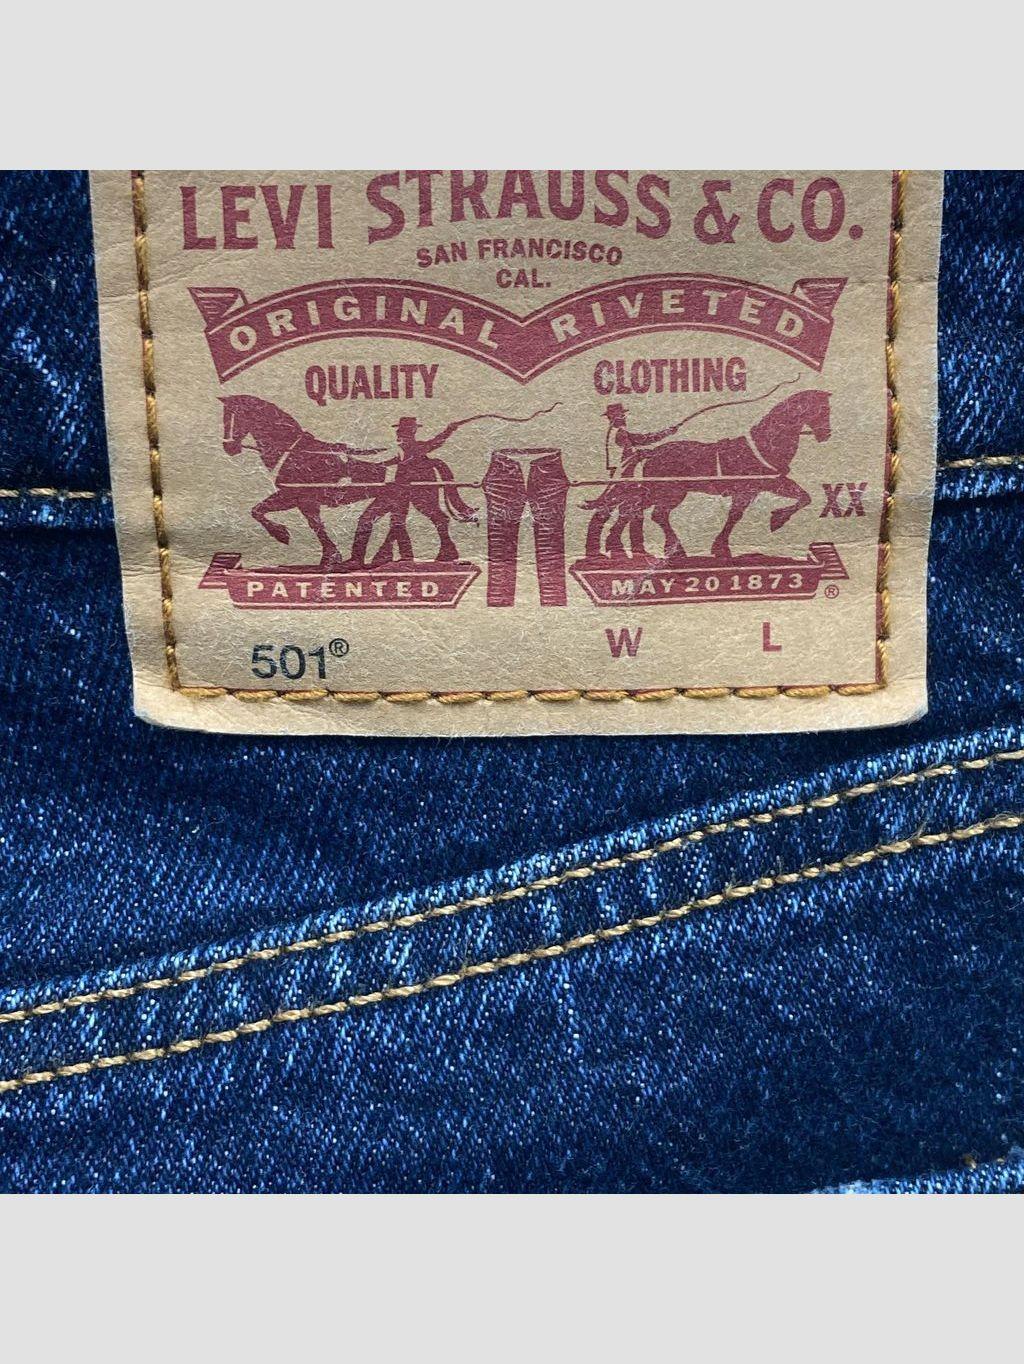 LEVI STRAUSS & CO.
SAN FRANCISCO
CAL.
ORIGINAL RIVETED
QUALITY CLOTHING
XX
PATENTED MAY 20 1873 ®
501® W L